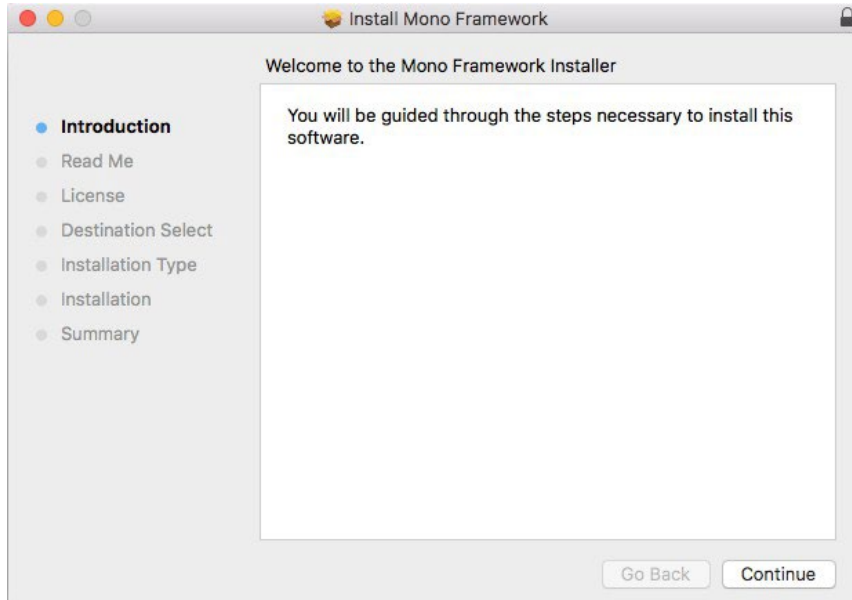 Install Mono Framework
Welcome to the Mono Framework Installer
Introduction
Read Me
License
Destination Select
Installation Type
Installation
Summary
You will be guided through the steps necessary to install this
software.
Go Back
Continue